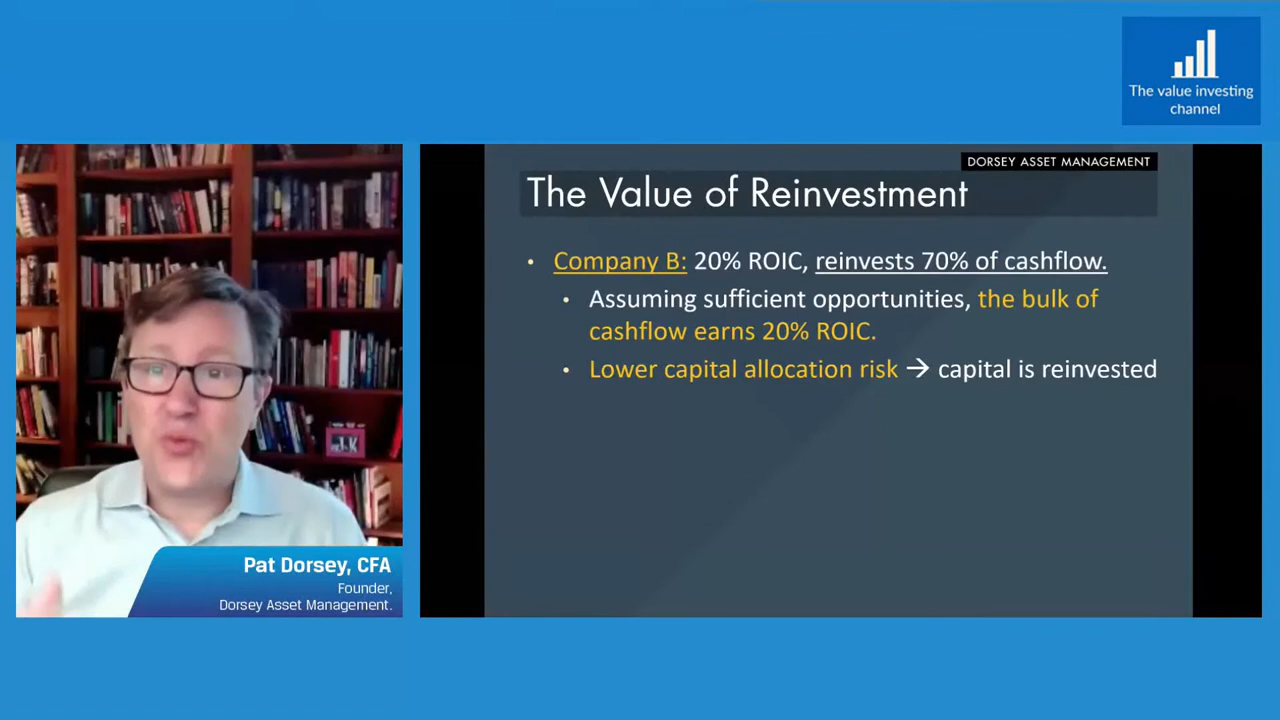 The value investing
channel
DORSEY ASSET MANAGEMENT
The Value of Reinvestment
• Company B: 20% ROIC, reinvests 70% of cashflow.
• Assuming sufficient opportunities, the bulk of
cashflow earns 20% ROIC.
• Lower capital allocation risk → capital is reinvested
Pat Dorsey, CFA
Founder,
Dorsey Asset Management.